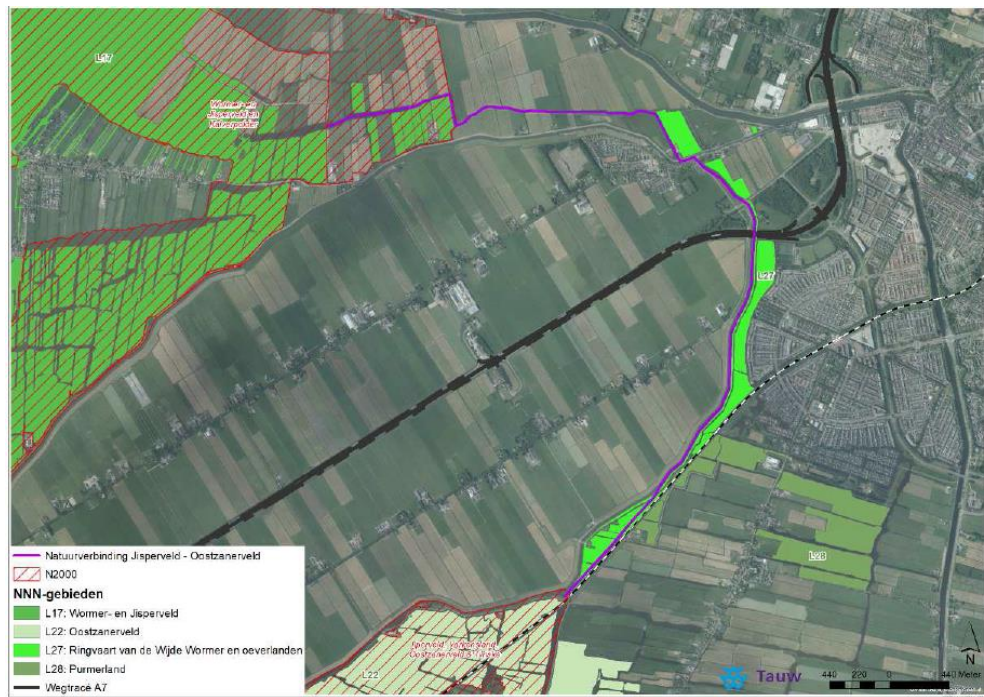 L17
Wormer- en
Jisperveld en
Kalverpolder
L27
L28
L22
Oostzanerveld
Natuurverbinding Jisperveld - Oostzanerveld
N2000
NNN-gebieden
L17: Wormer- en Jisperveld
L22: Oostzanerveld
L27: Ringvaart van de Wijde Wormer en oeverlanden
L28: Purmerland
Wegtracé A7
Tauw
440 220 0 440 Meter
N